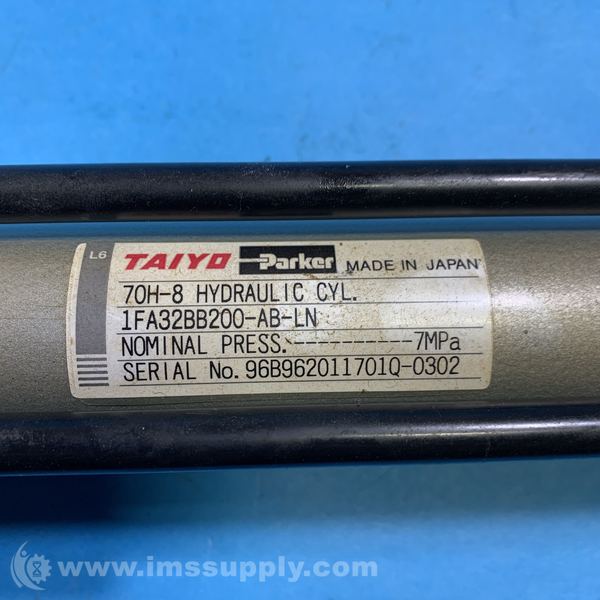 L6
TAIYO Parker MADE IN JAPAN
70H-8 HYDRAULIC CYL.
1FA32BB200-AB-LN
NOMINAL PRESS.-----------7MPa
SERIAL No. 96B962011701Q-0302
www.imssupply.com